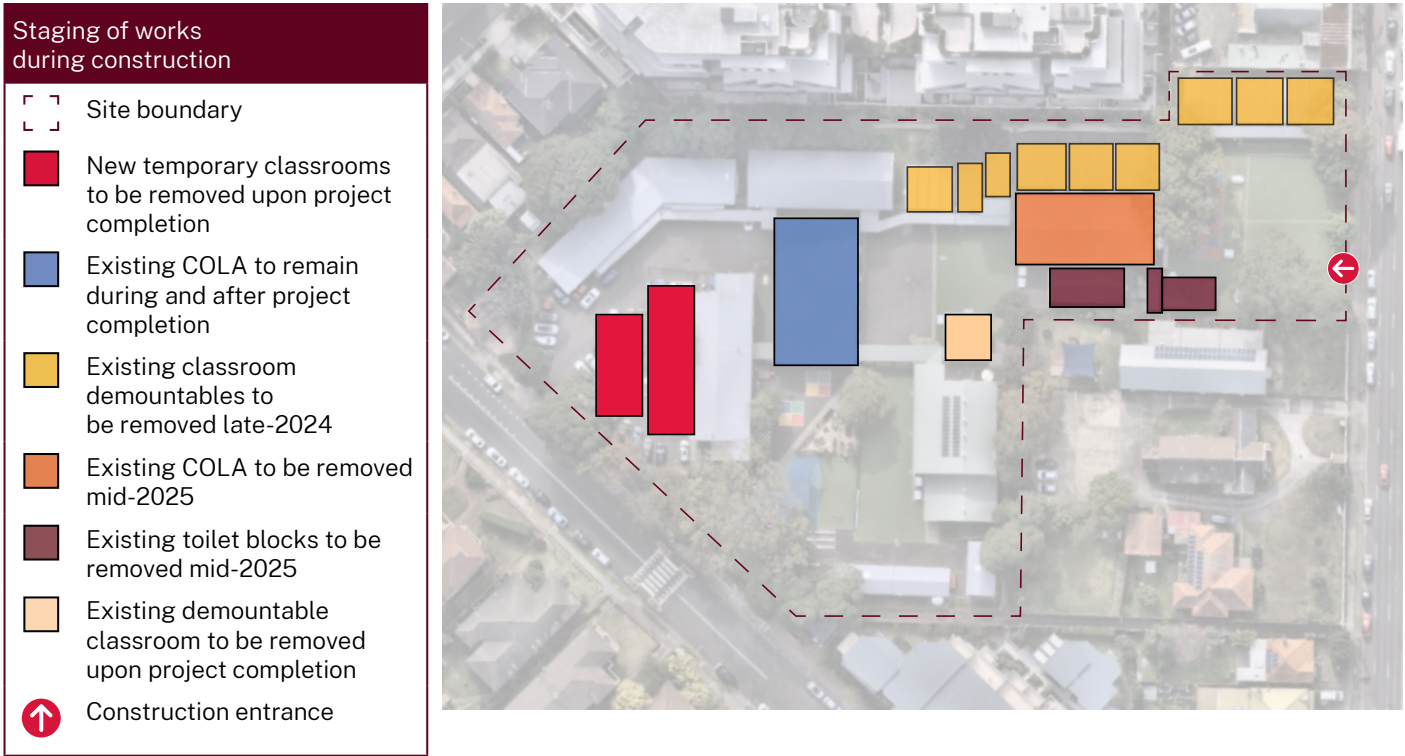 Staging of works
during construction
Site boundary
New temporary classrooms
to be removed upon project
completion
Existing COLA to remain
during and after project
completion
Existing classroom
demountables to
be removed late-2024
Existing COLA to be removed
mid-2025
Existing toilet blocks to be
removed mid-2025
Existing demountable
classroom to be removed
upon project completion
Construction entrance